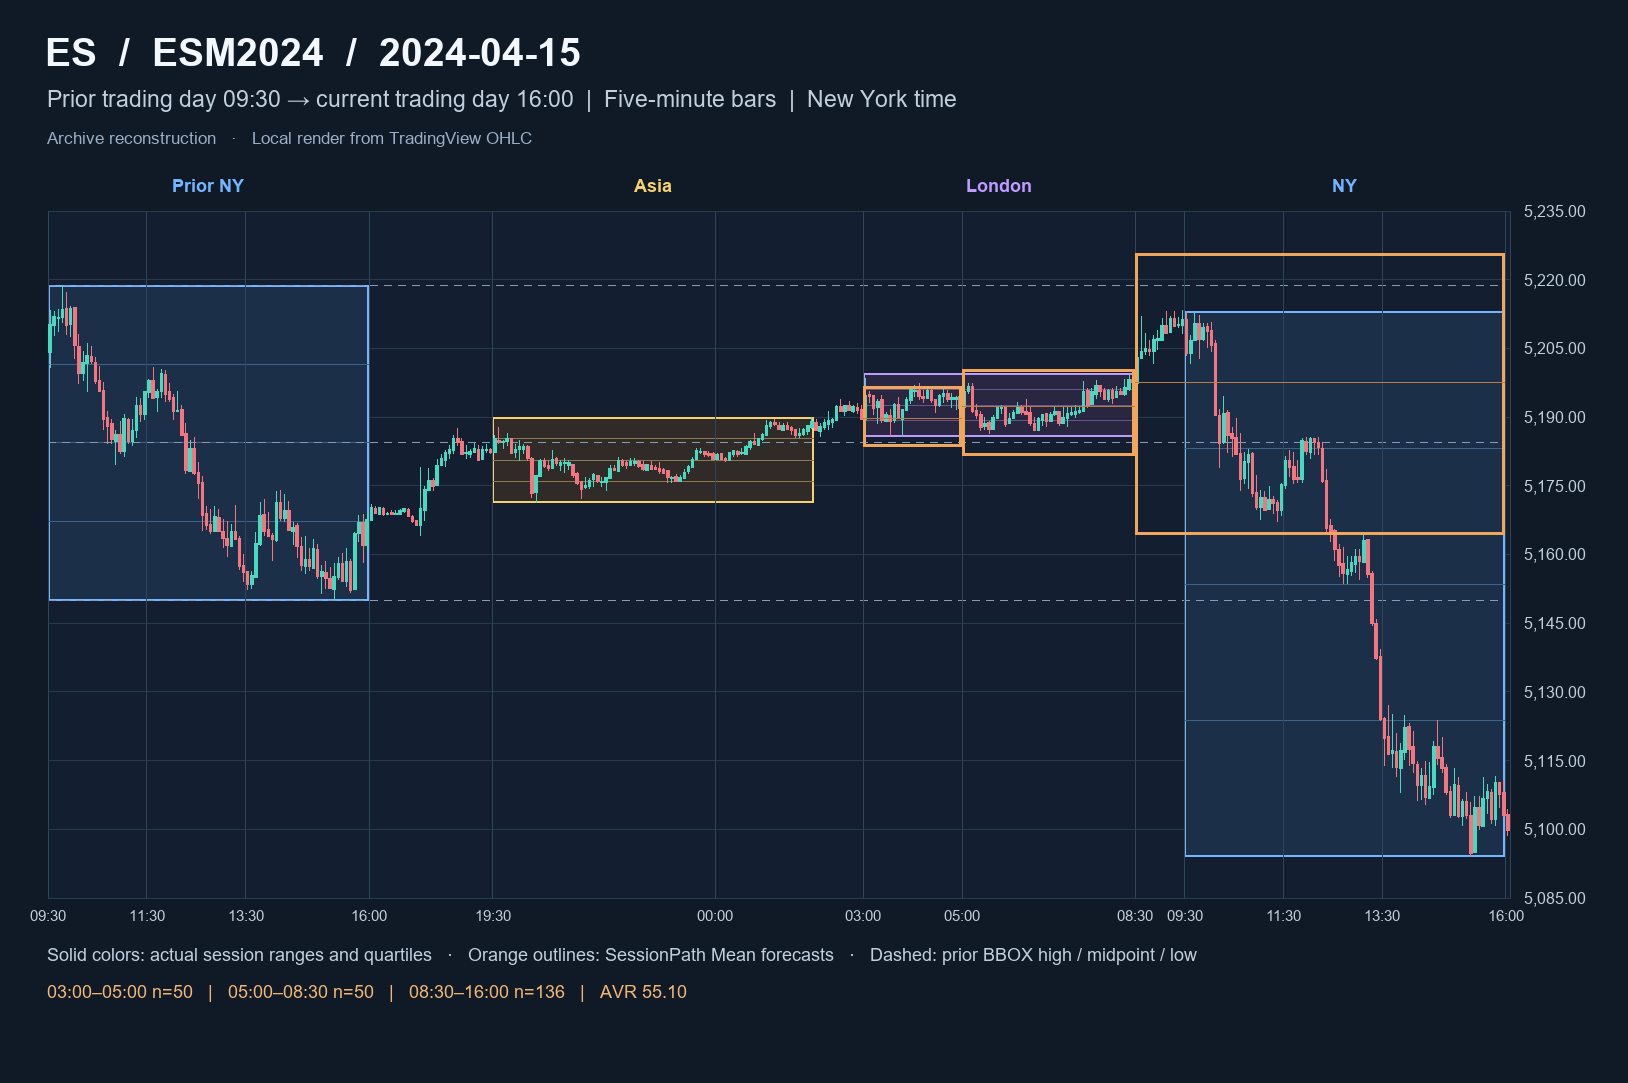 ES / ESM2024 / 2024-04-15
Prior trading day 09:30 → current trading day 16:00 | Five-minute bars | New York time
Archive reconstruction · Local render from TradingView OHLC
Prior NY Asia London NY
5,235.00
5,220.00
5,205.00
5,190.00
5,175.00
5,160.00
5,145.00
5,130.00
5,115.00
5,100.00
5,085.00
09:30 11:30 13:30 16:00 19:30 00:00 03:00 05:00 08:30 09:30 11:30 13:30 16:00
Solid colors: actual session ranges and quartiles · Orange outlines: SessionPath Mean forecasts · Dashed: prior BBOX high / midpoint / low
03:00–05:00 n=50 | 05:00–08:30 n=50 | 08:30–16:00 n=136 | AVR 55.10